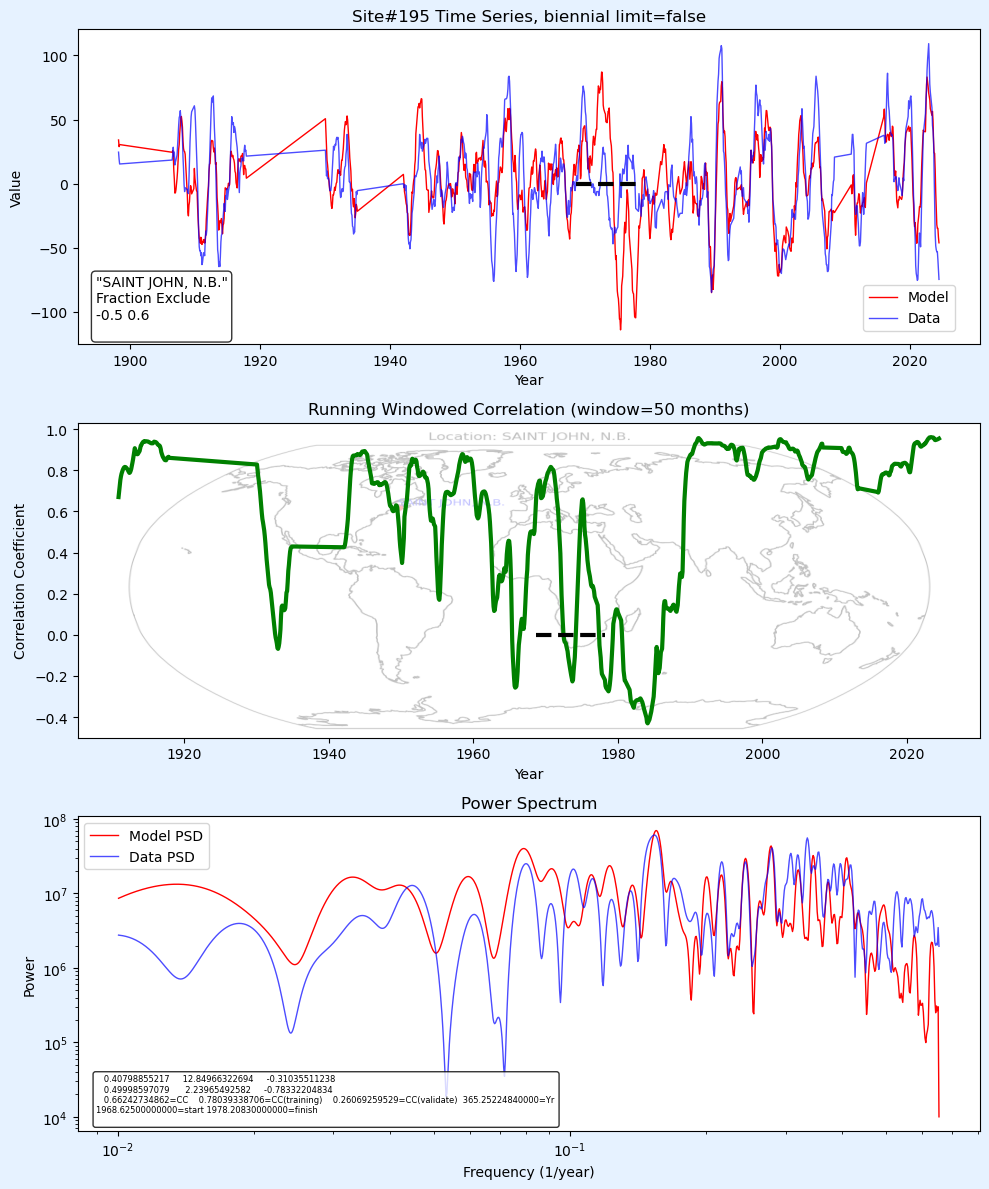 Site#195 Time Series, biennial limit=false
100
50
0
−50
−100
Value
"SAINT JOHN, N.B."
Fraction Exclude
-0.5 0.6
Model
Data
1900 1920 1940 1960 1980 2000 2020
Year
Running Windowed Correlation (window=50 months)
Location: SAINT JOHN, N.B.
1.0
0.8
0.6
0.4
0.2
0.0
−0.2
−0.4
Correlation Coefficient
JOHN, N.B.
1920 1940 1960 1980 2000 2020
Year
Power Spectrum
Model PSD
Data PSD
10⁸
10⁷
10⁶
10⁵
10⁴
Power
0.40798855217 12.84966322694 -0.31035511238
0.49998597079 2.23965492582 -0.78332204834
0.66242734862=CC 0.78039338706=CC(training) 0.26069259529=CC(validate) 365.25224840000=Yr
1968.62500000000=start 1978.20830000000=finish
10⁻² 10⁻¹
Frequency (1/year)